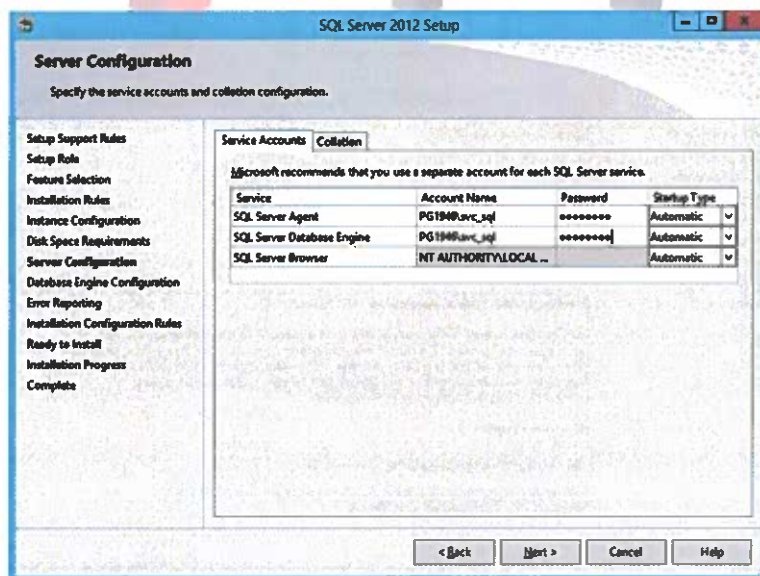 SQL Server 2012 Setup
Server Configuration
Specify the service accounts and collation configuration.
Setup Support Rules
Setup Role
Feature Selection
Installation Rules
Instance Configuration
Disk Space Requirements
Server Configuration
Database Engine Configuration
Error Reporting
Installation Configuration Rules
Ready to Install
Installation Progress
Complete
Service Accounts Collation
Microsoft recommends that you use a separate account for each SQL Server service.
Service Account Name Password Startup Type
SQL Server Agent ●●●●●●●● Automatic
SQL Server Database Engine ●●●●●●●● Automatic
SQL Server Browser NT AUTHORITY\LOCAL ... Automatic
< Back Next > Cancel Help